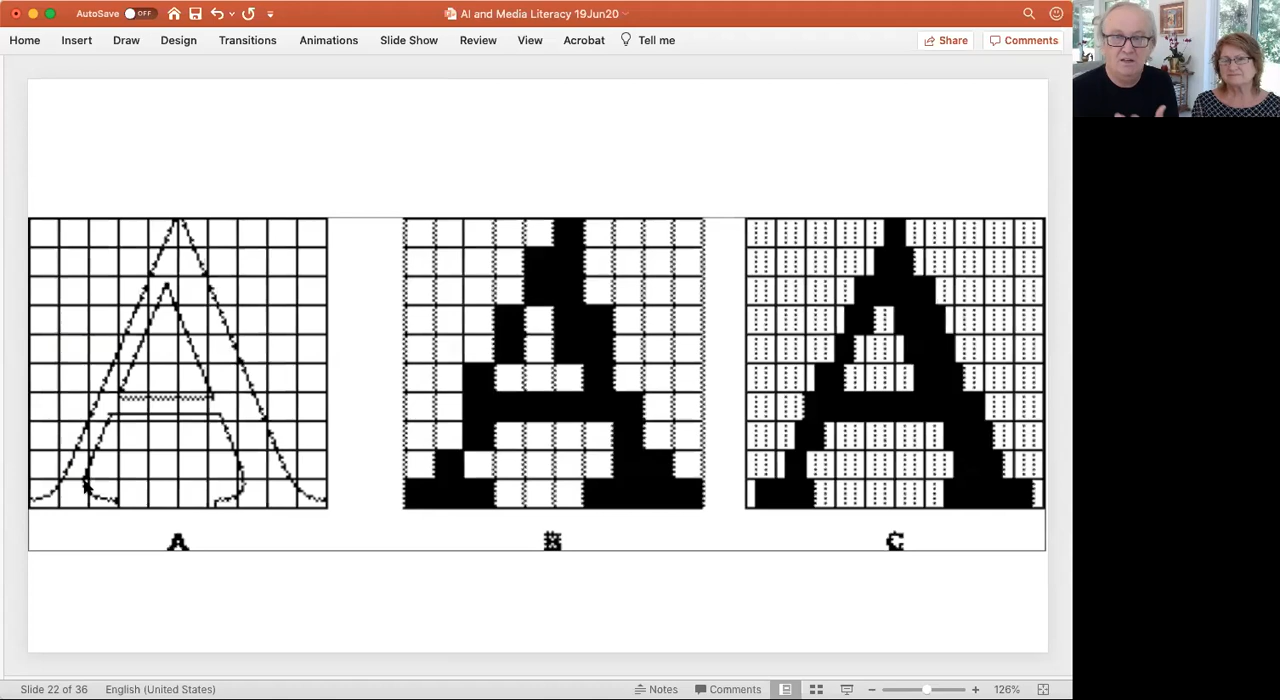 AutoSave OFF AI and Media Literacy 19Jun20
Home Insert Draw Design Transitions Animations Slide Show Review View Acrobat Tell me Share Comments
A B C
Slide 22 of 36 English (United States) Notes Comments 126%